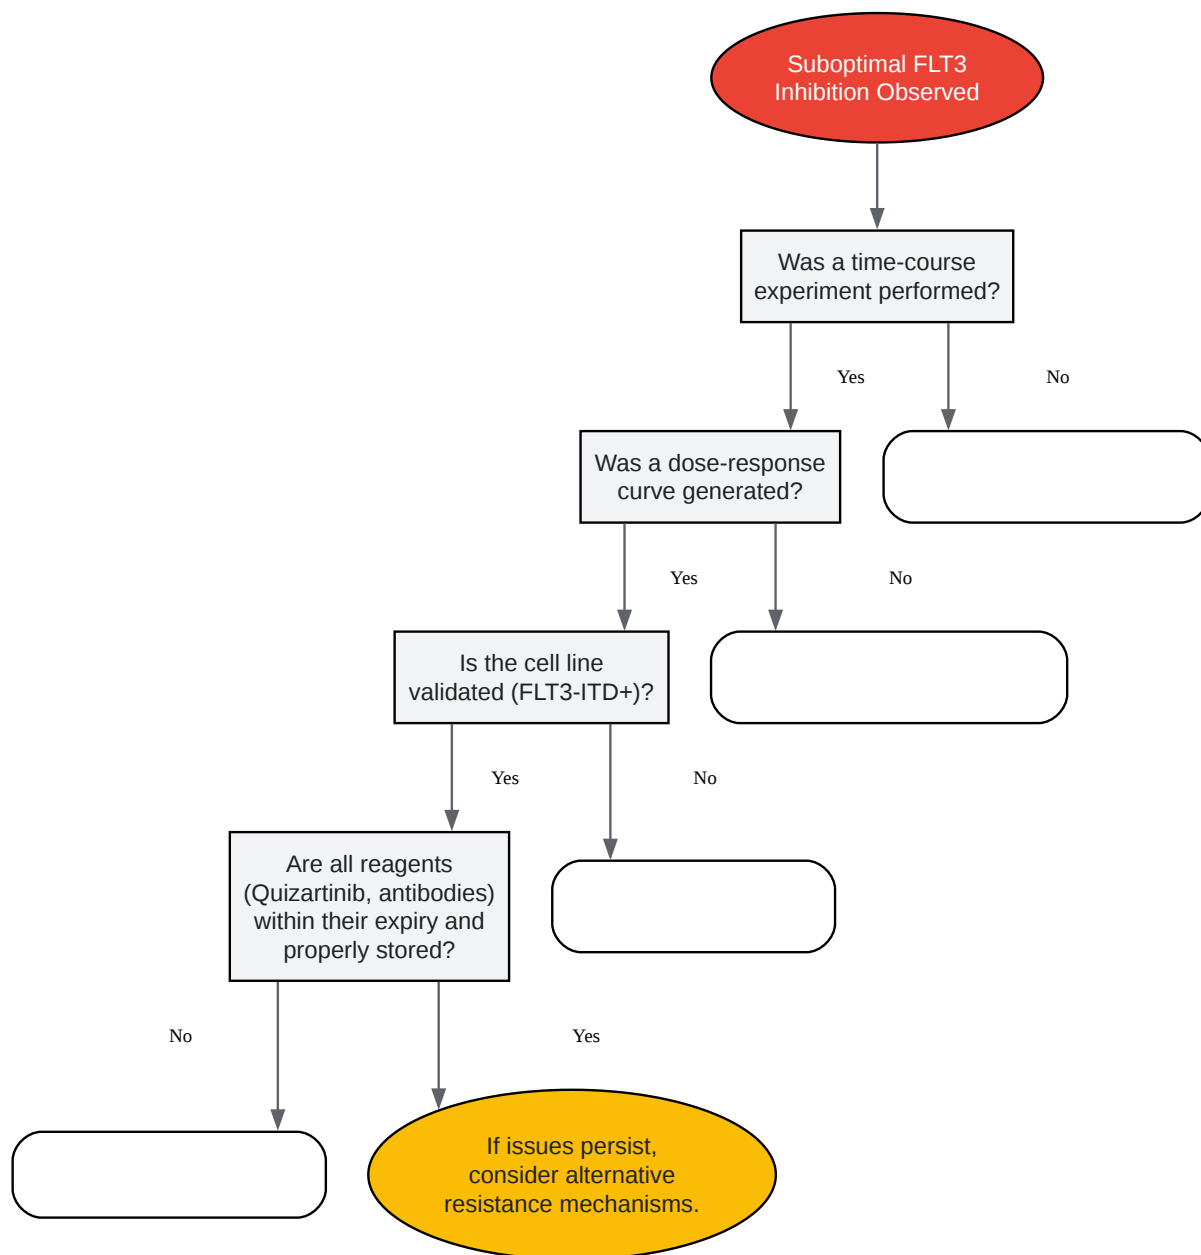 Suboptimal FLT3
Inhibition Observed
Was a time-course
experiment performed?
Yes
No
Was a dose-response
curve generated?
Yes
No
Is the cell line
validated (FLT3-ITD+)?
Yes
No
Are all reagents
(Quizartinib, antibodies)
within their expiry and
properly stored?
No
Yes
If issues persist,
consider alternative
resistance mechanisms.